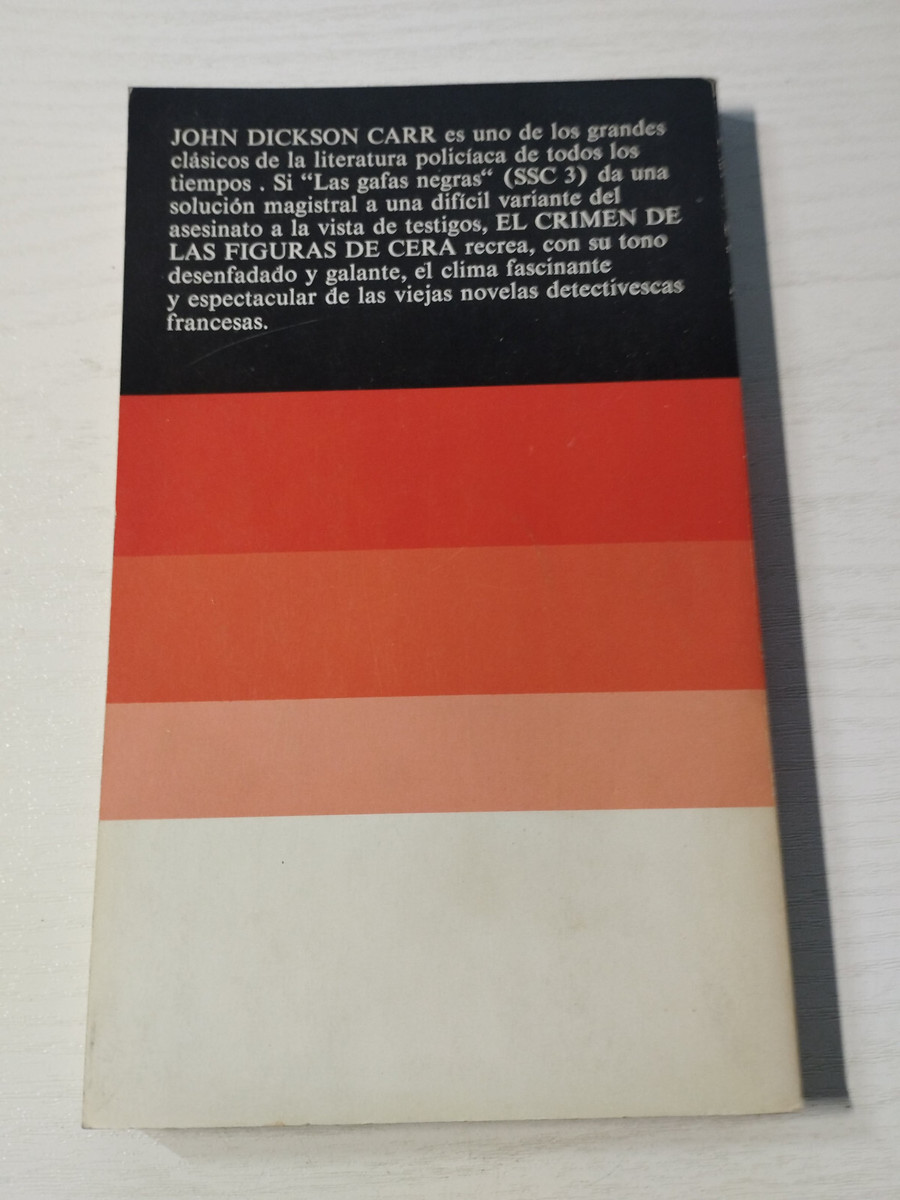 JOHN DICKSON CARR es uno de los grandes
clásicos de la literatura policíaca de todos los
tiempos . Si “Las gafas negras“ (SSC 3) da una
solución magistral a una difícil variante del
asesinato a la vista de testigos, EL CRIMEN DE
LAS FIGURAS DE CERA recrea, con su tono
desenfadado y galante, el clima fascinante
y espectacular de las viejas novelas detectivescas
francesas.